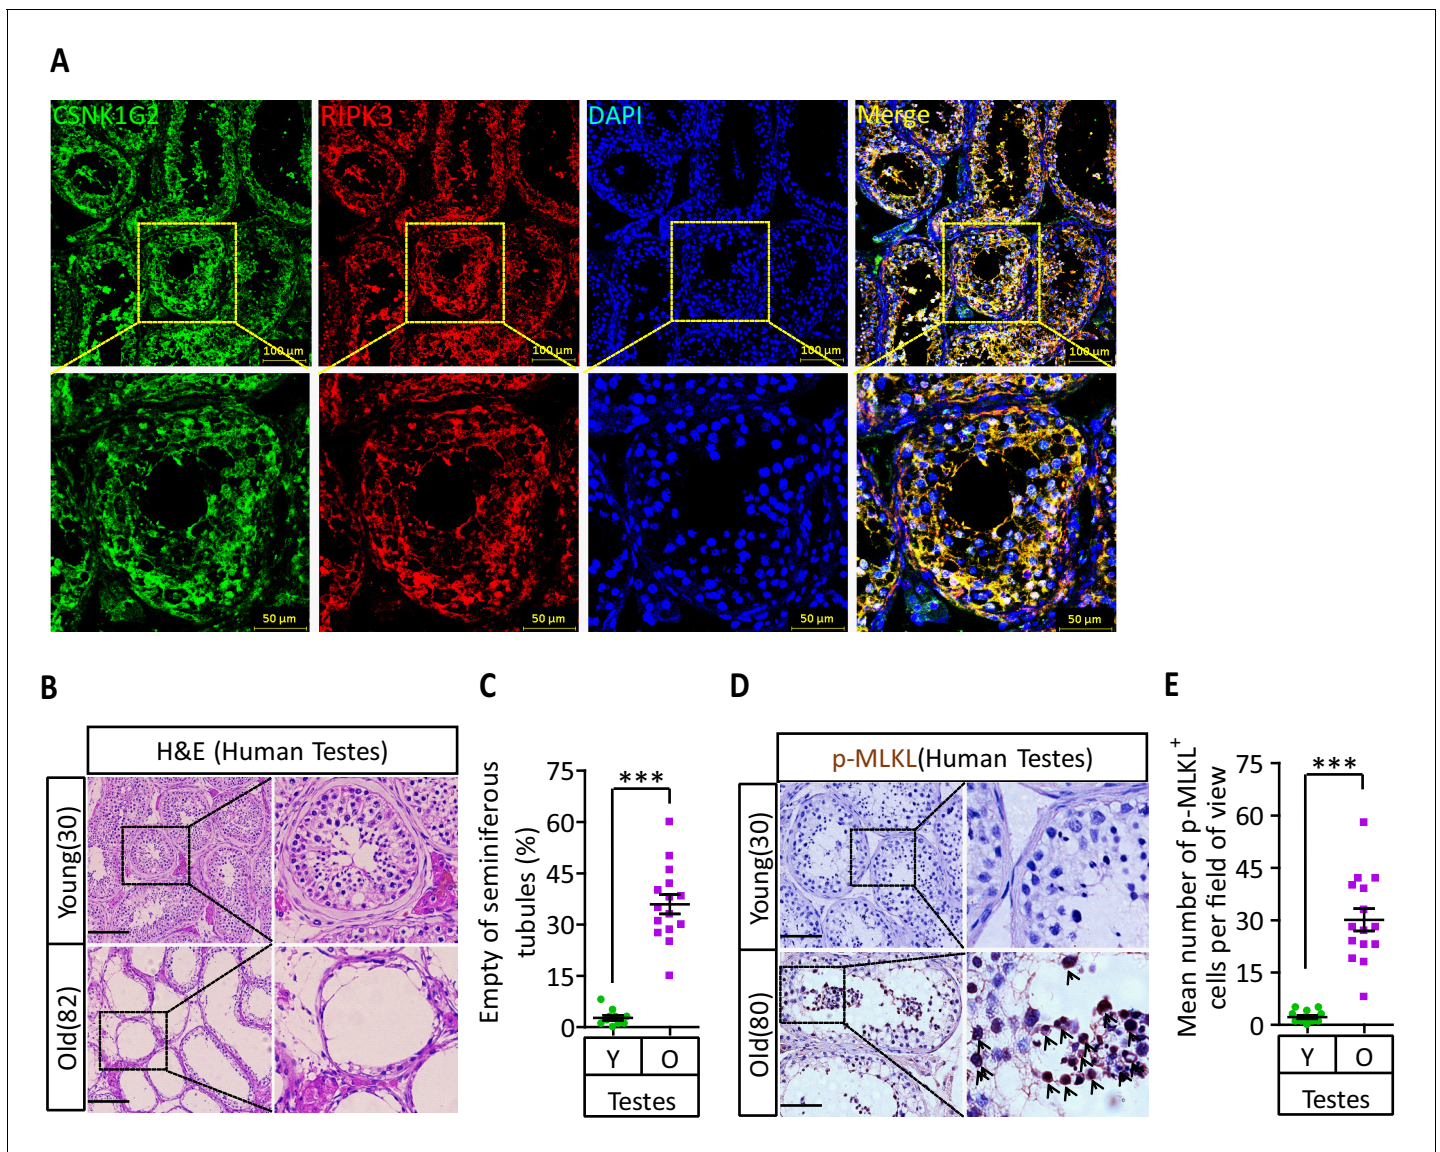 A
CSNK1G2
RIPK3
DAPI
Merge
100 µm
100 µm
100 µm
100 µm
50 µm
50 µm
50 µm
50 µm
B
H&E (Human Testes)
Young(30)
Old(82)
C
Empty of seminiferous
tubules (%)
75
60
45
30
15
0
***
Y
O
Testes
D
p-MLKL(Human Testes)
Young(30)
Old(80)
E
Mean number of p-MLKL+
cells per field of view
75
60
45
30
15
0
***
Y
O
Testes